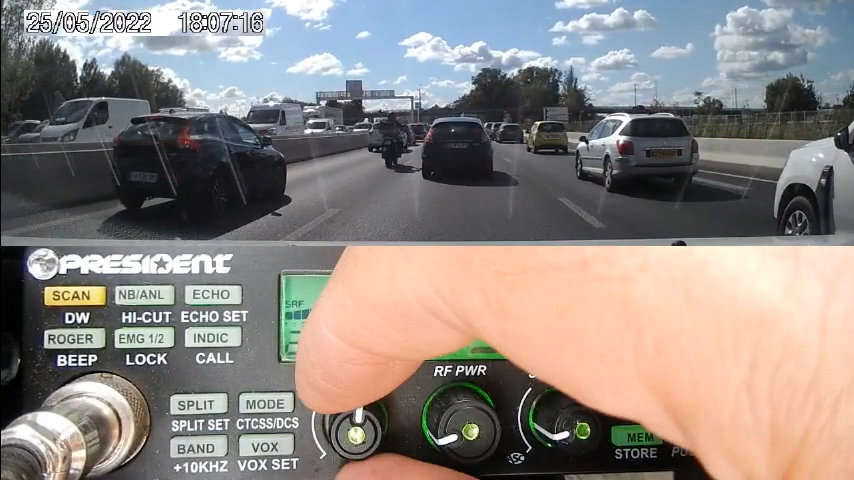 25/05/2022 18:07:16
PRESIDENT
SCAN NB/ANL ECHO
DW HI-CUT ECHO SET
ROGER EMG 1/2 INDIC
BEEP LOCK CALL
SRF
RF PWR
SPLIT MODE
SPLIT SET CTCSS/DCS
BAND VOX
+10KHZ VOX SET
MEM
STORE